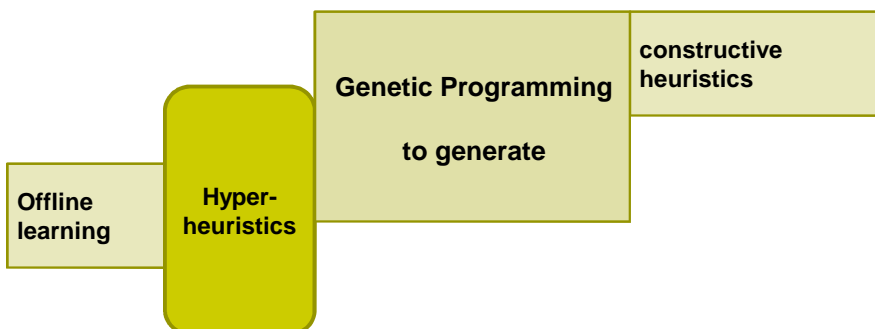 Offline
learning
Hyper-
heuristics
Genetic Programming
to generate
constructive
heuristics